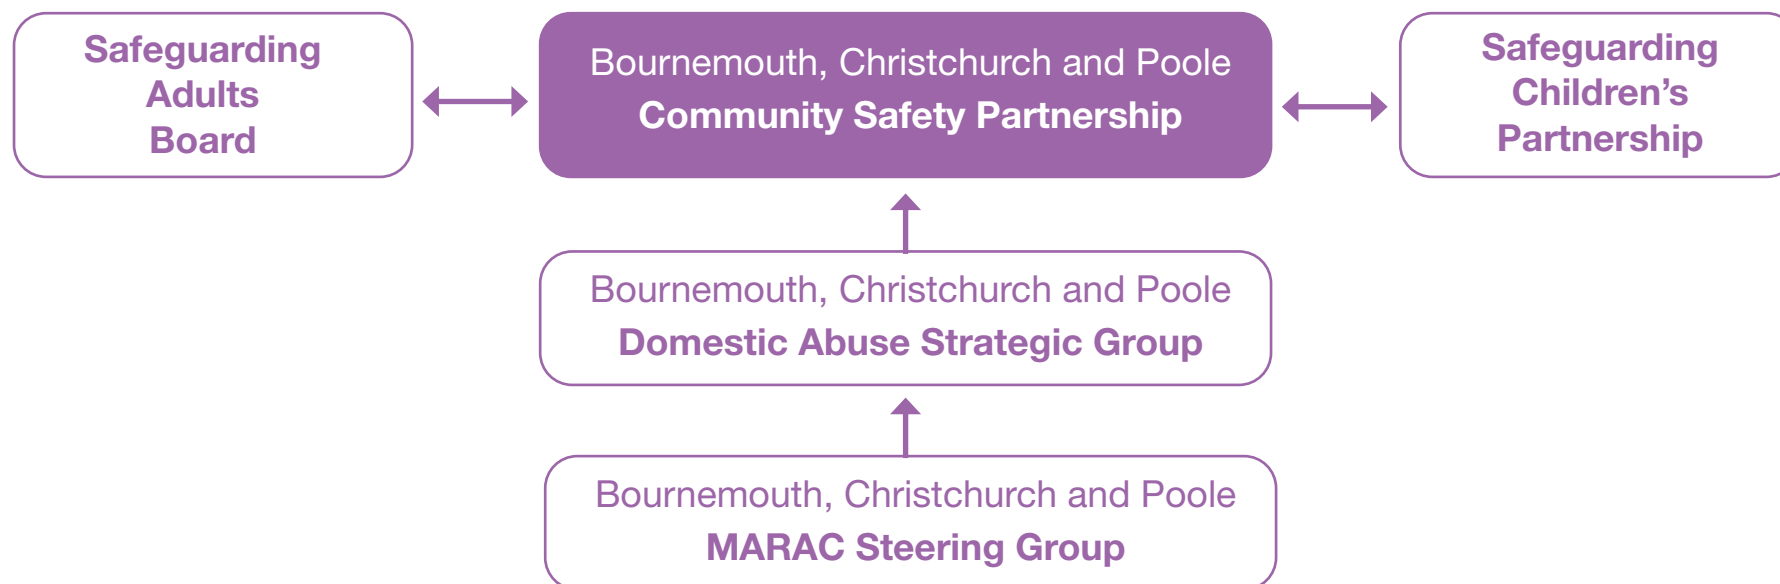 Safeguarding
Adults
Board
Bournemouth, Christchurch and Poole
Community Safety Partnership
Safeguarding
Children’s
Partnership
Bournemouth, Christchurch and Poole
Domestic Abuse Strategic Group
Bournemouth, Christchurch and Poole
MARAC Steering Group